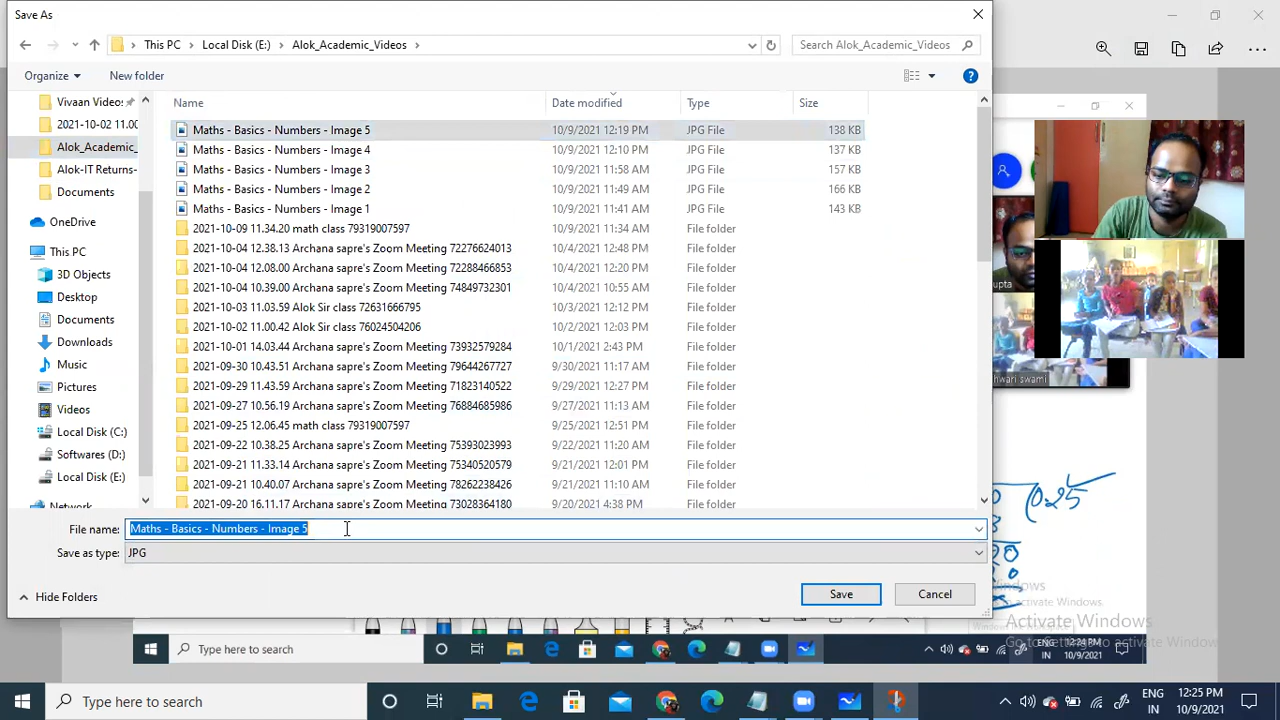 Save As
This PC
Local Disk (E:)
Alok_Academic_Videos
Search Alok_Academic_Videos
Organize
New folder
Name
Date modified
Type
Size
Vivaan Videos
2021-10-02 11.00
Alok_Academic_
Alok-IT Returns-
Documents
OneDrive
This PC
3D Objects
Desktop
Documents
Downloads
Music
Pictures
Videos
Local Disk (C:)
Softwares (D:)
Local Disk (E:)
Network
Maths - Basics - Numbers - Image 5 10/9/2021 12:19 PM JPG File 138 KB
Maths - Basics - Numbers - Image 4 10/9/2021 12:10 PM JPG File 137 KB
Maths - Basics - Numbers - Image 3 10/9/2021 11:58 AM JPG File 157 KB
Maths - Basics - Numbers - Image 2 10/9/2021 11:49 AM JPG File 166 KB
Maths - Basics - Numbers - Image 1 10/9/2021 11:41 AM JPG File 143 KB
2021-10-09 11.34.20 math class 79319007597 10/9/2021 11:34 AM File folder
2021-10-04 12.38.13 Archana sapre's Zoom Meeting 72276624013 10/4/2021 12:48 PM File folder
2021-10-04 12.08.00 Archana sapre's Zoom Meeting 72288466853 10/4/2021 12:20 PM File folder
2021-10-04 10.39.00 Archana sapre's Zoom Meeting 74849732301 10/4/2021 10:55 AM File folder
2021-10-03 11.03.59 Alok Sir class 72631666795 10/3/2021 12:12 PM File folder
2021-10-02 11.00.42 Alok Sir class 76024504206 10/2/2021 12:03 PM File folder
2021-10-01 14.03.44 Archana sapre's Zoom Meeting 73932579284 10/1/2021 2:43 PM File folder
2021-09-30 10.43.51 Archana sapre's Zoom Meeting 79644267727 9/30/2021 11:17 AM File folder
2021-09-29 11.43.59 Archana sapre's Zoom Meeting 71823140522 9/29/2021 12:27 PM File folder
2021-09-27 10.56.19 Archana sapre's Zoom Meeting 76884685986 9/27/2021 11:13 AM File folder
2021-09-25 12.06.45 math class 79319007597 9/25/2021 12:51 PM File folder
2021-09-22 10.38.25 Archana sapre's Zoom Meeting 75393023993 9/22/2021 11:20 AM File folder
2021-09-21 11.33.14 Archana sapre's Zoom Meeting 75340520579 9/21/2021 12:01 PM File folder
2021-09-21 10.40.07 Archana sapre's Zoom Meeting 78262238426 9/21/2021 11:10 AM File folder
2021-09-20 16.11.17 Archana sapre's Zoom Meeting 73028364180 9/20/2021 4:38 PM File folder
File name: Maths - Basics - Numbers - Image 5
Save as type: JPG
Hide Folders
Save
Cancel
upta
hwari swami
0.25
Activate Windows
Go to Settings to activate Windows
Type here to search
ENG
IN
12:24 PM
10/9/2021
Type here to search
ENG
IN
12:25 PM
10/9/2021